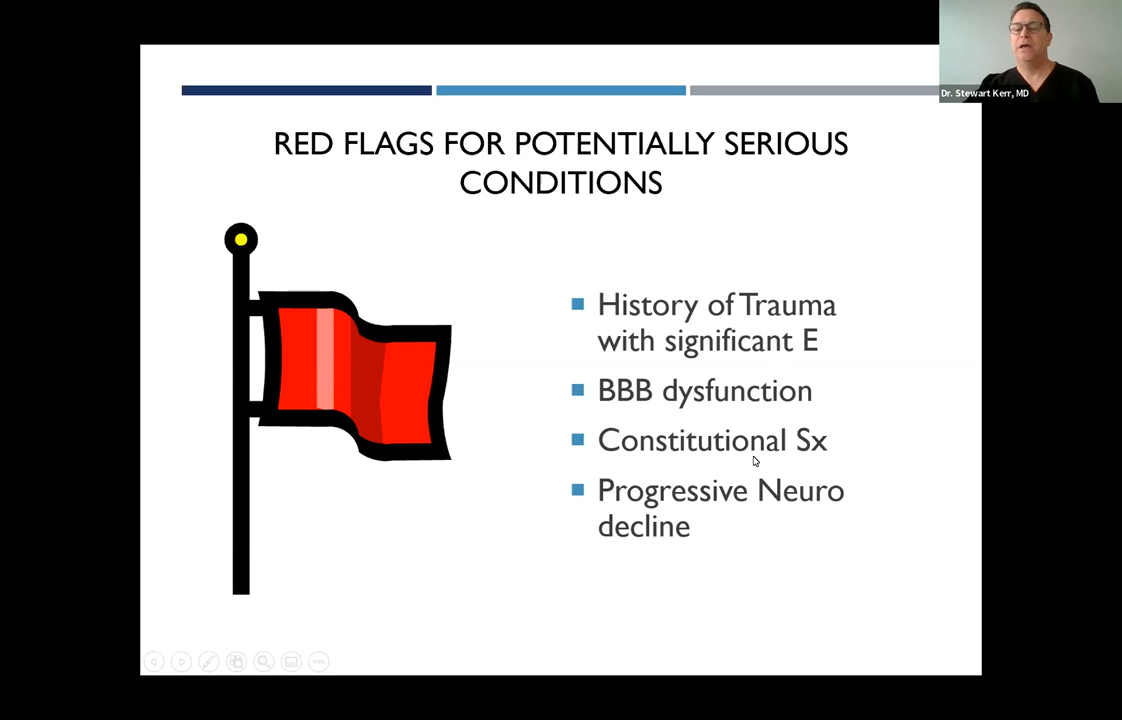 Dr. Stewart Kerr, MD
RED FLAGS FOR POTENTIALLY SERIOUS
CONDITIONS
History of Trauma
with significant E
BBB dysfunction
Constitutional Sx
Progressive Neuro
decline